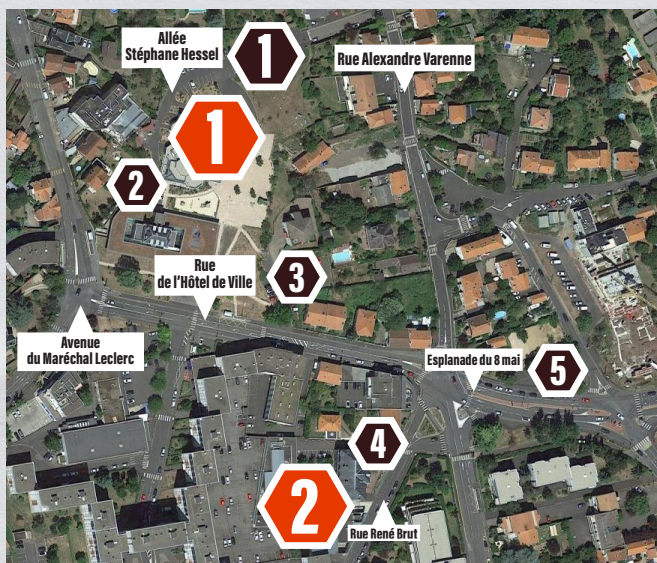 Allée
Stéphane Hessel
1
Rue Alexandre Varenne
1
2
Rue
de l'Hôtel de Ville
3
Avenue
du Maréchal Leclerc
Esplanade du 8 mai
5
4
2
Rue René Brut